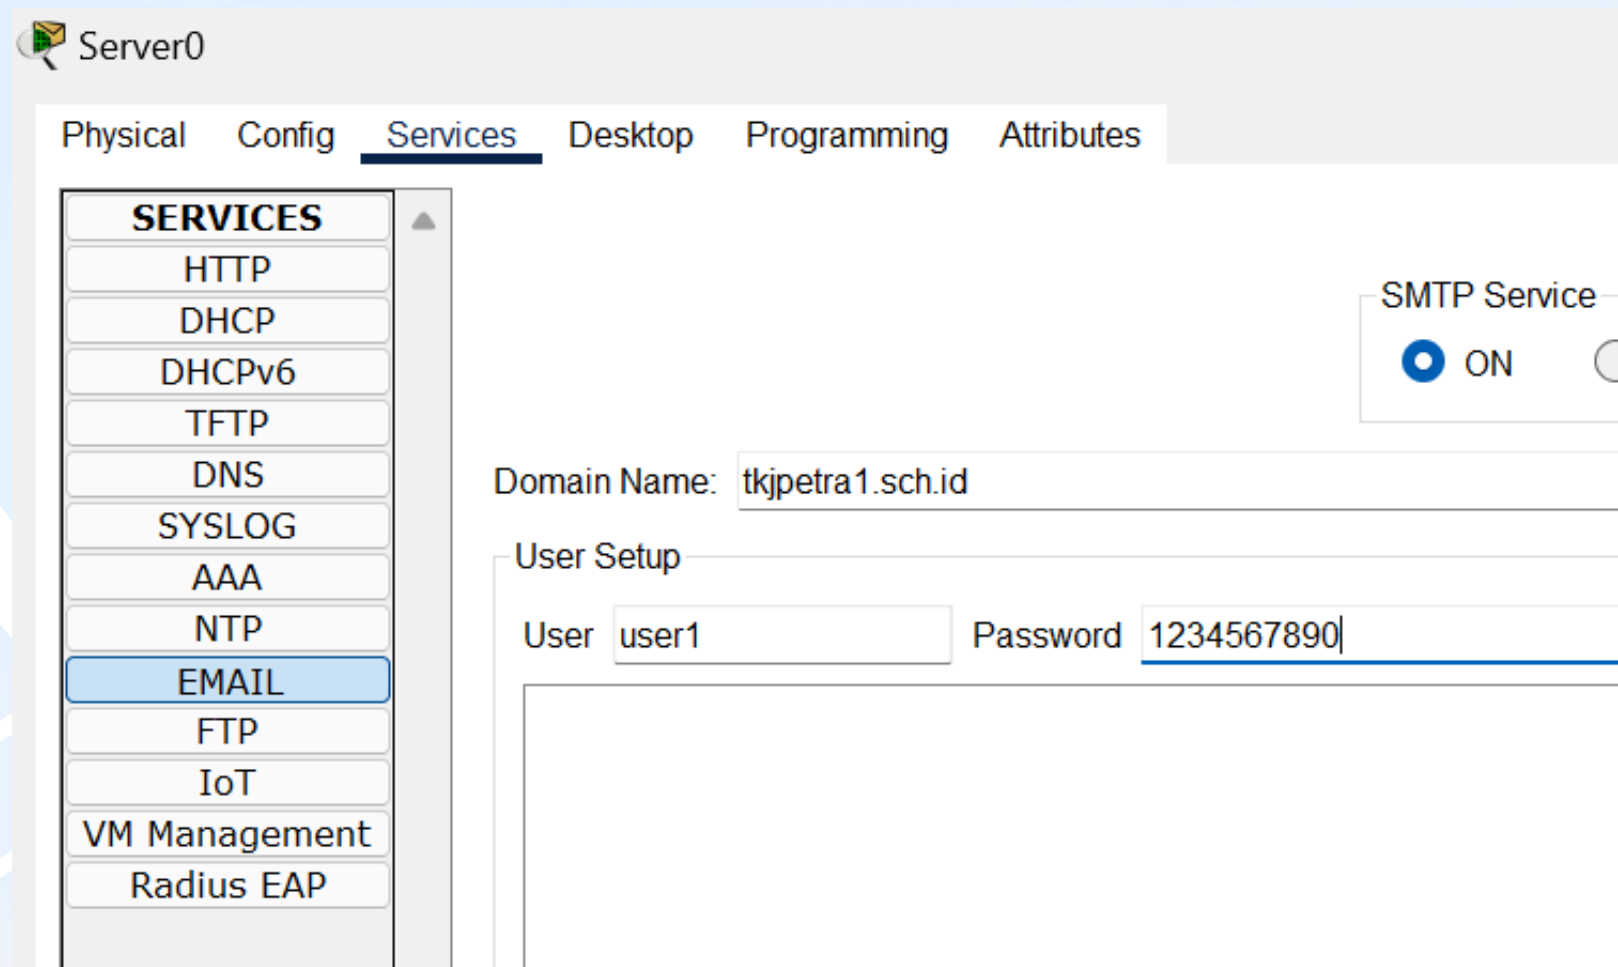 Server0
Physical Config Services Desktop Programming Attributes
SERVICES
HTTP
DHCP
DHCPv6
TFTP
DNS
SYSLOG
AAA
NTP
EMAIL
FTP
IoT
VM Management
Radius EAP
SMTP Service
ON
Domain Name: tkjpetra1.sch.id
User Setup
User user1 Password 1234567890